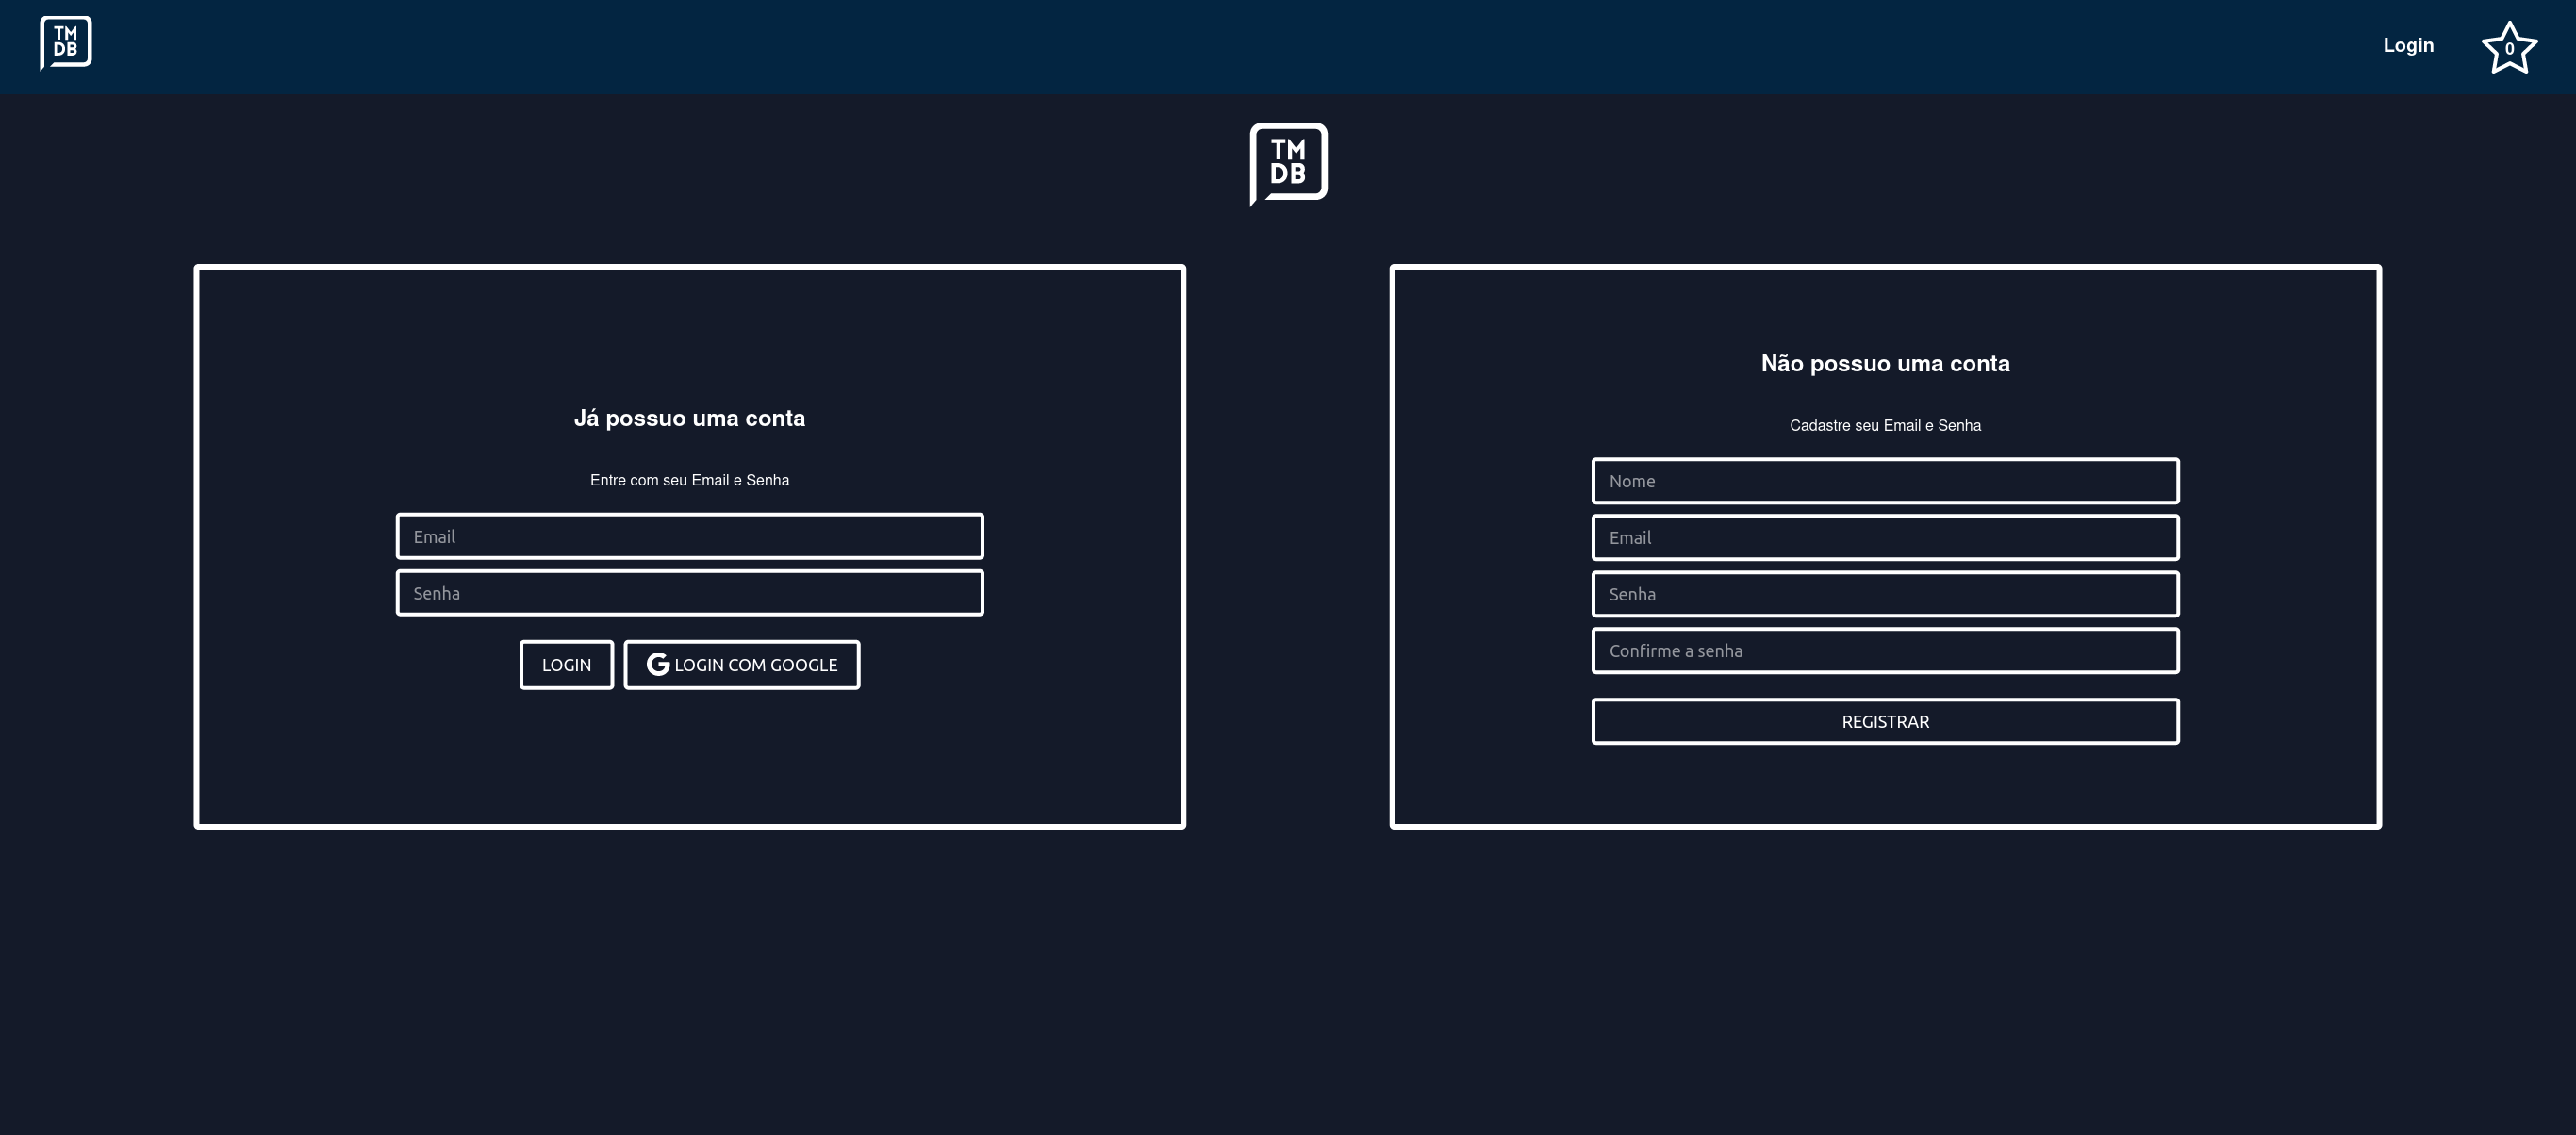 TM
DB
Login
0
TM
DB
Já possuo uma conta
Entre com seu Email e Senha
Email
Senha
LOGIN
G LOGIN COM GOOGLE
Não possuo uma conta
Cadastre seu Email e Senha
Nome
Email
Senha
Confirme a senha
REGISTRAR